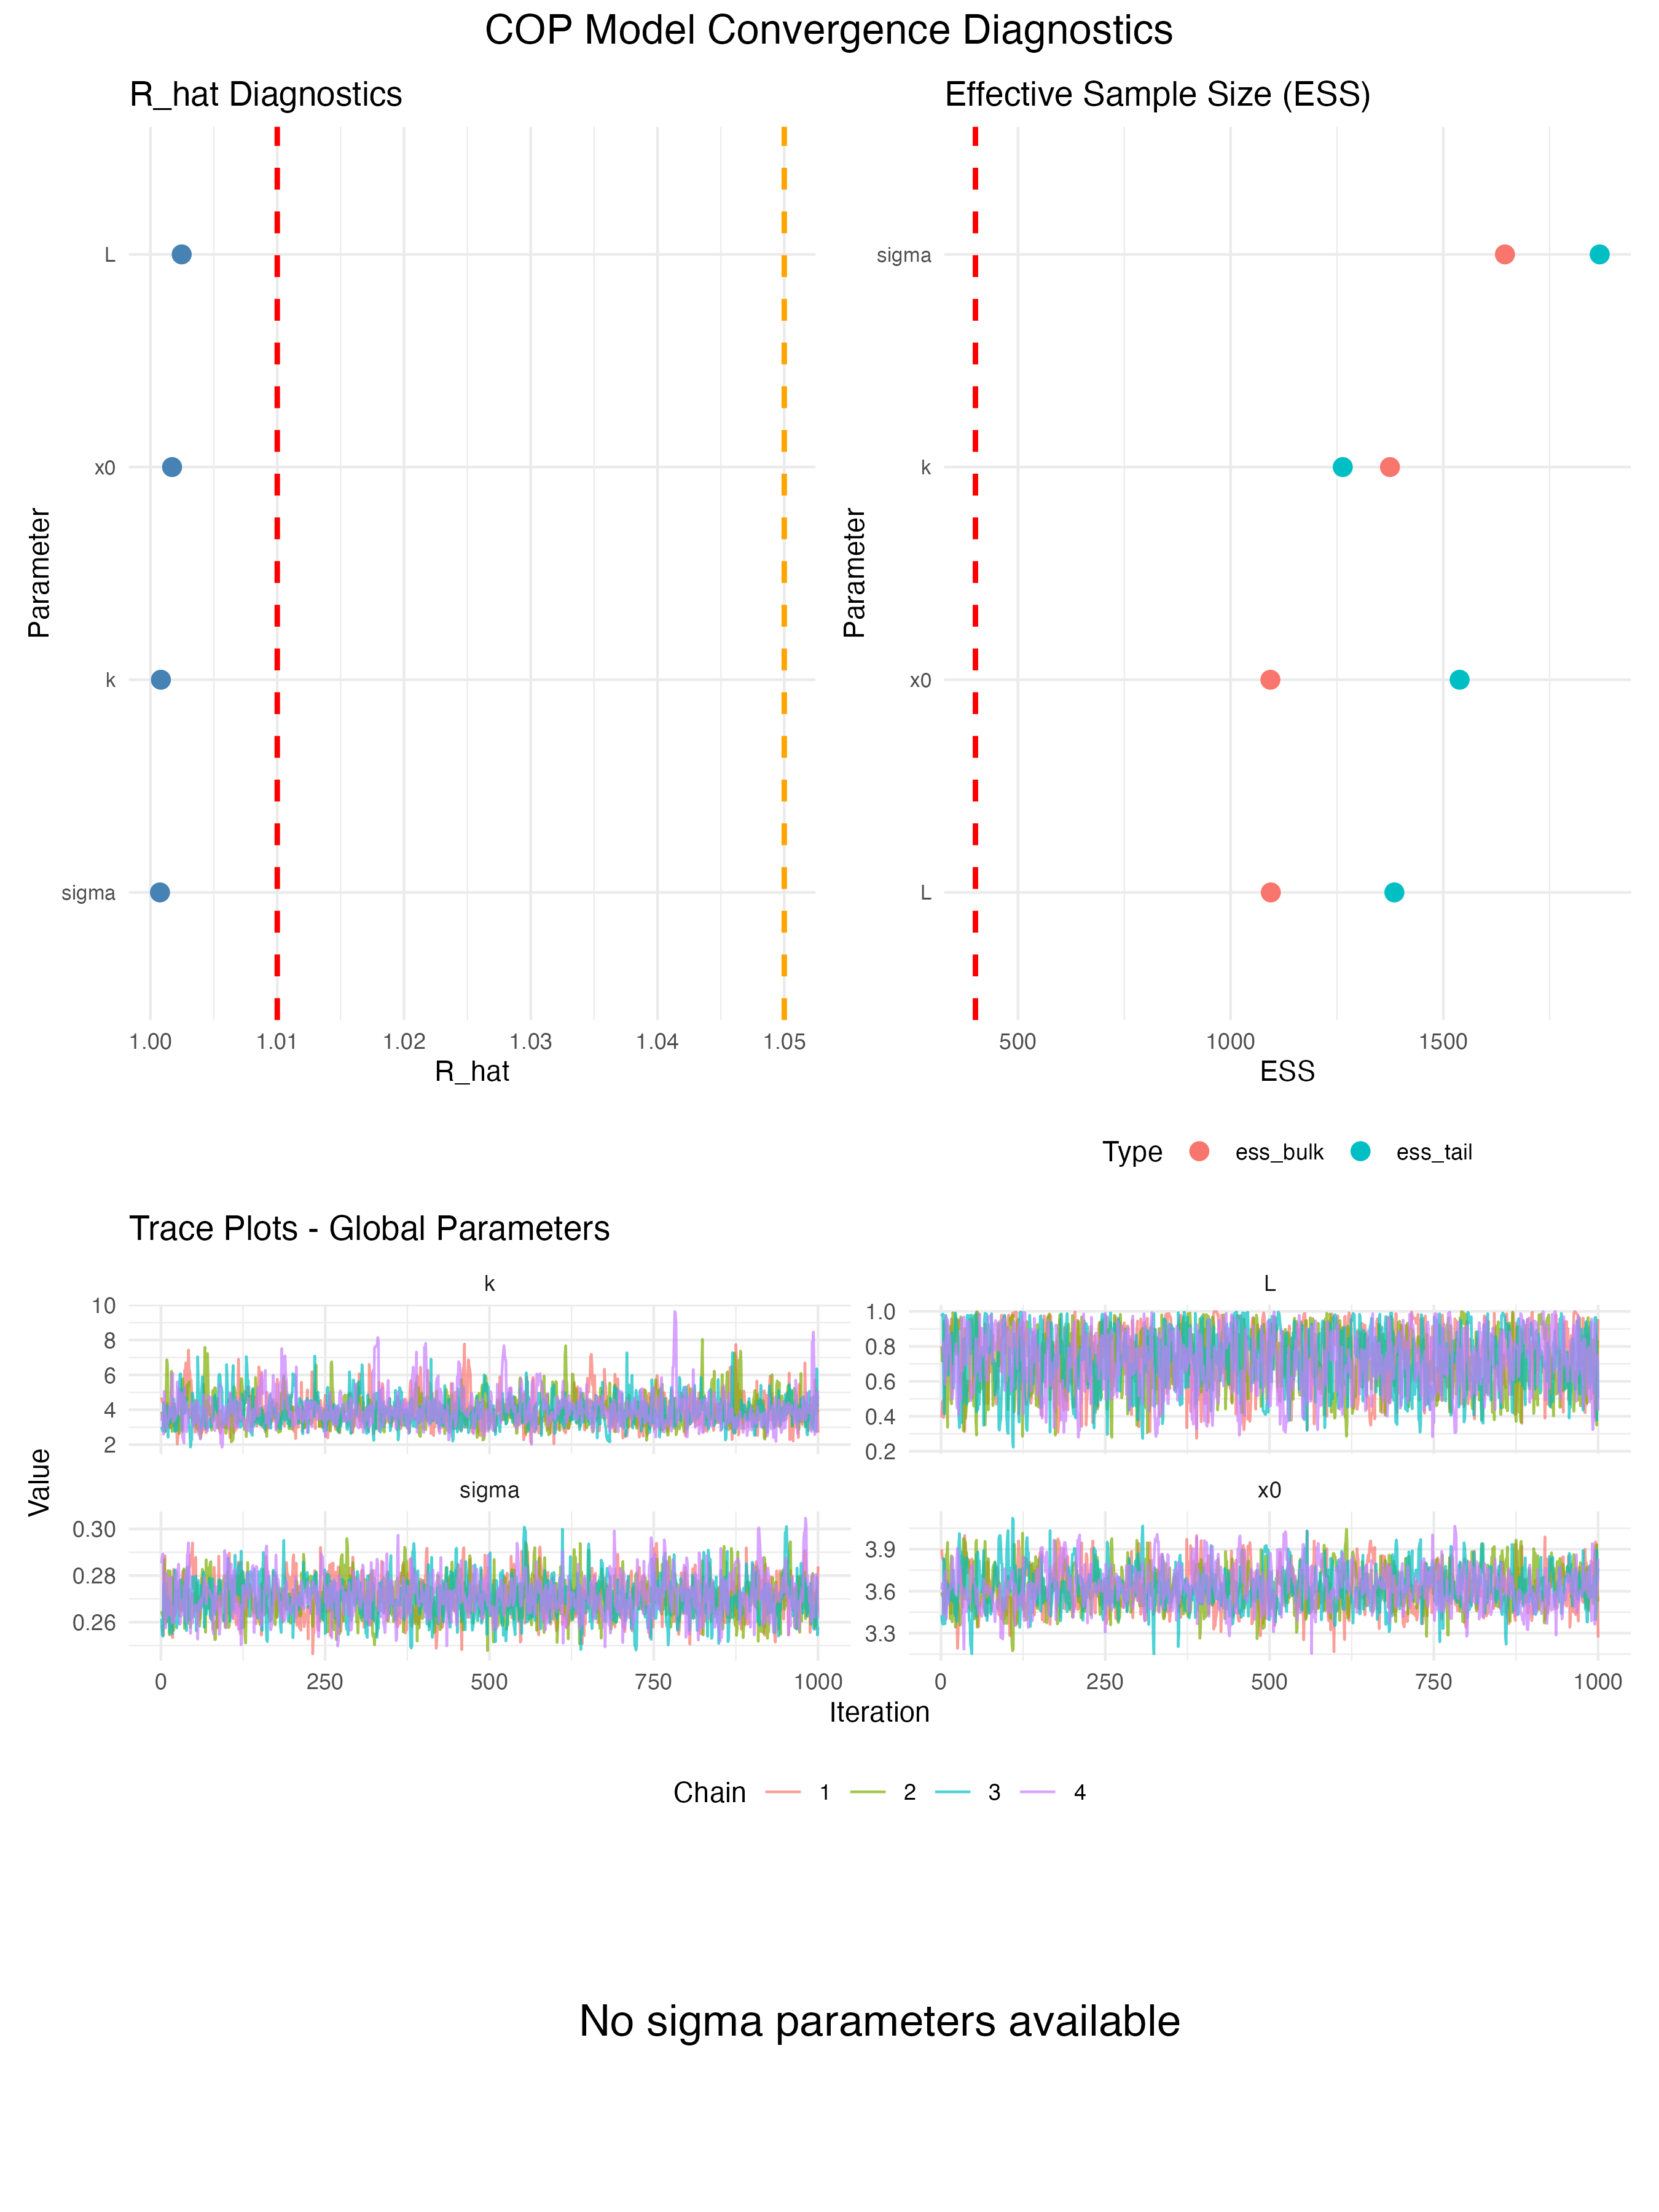 COP Model Convergence Diagnostics
R_hat Diagnostics
Parameter
L
x0
k
sigma
1.00 1.01 1.02 1.03 1.04 1.05
R_hat
Effective Sample Size (ESS)
Parameter
sigma
k
x0
L
500 1000 1500
ESS
Type ess_bulk ess_tail
Trace Plots - Global Parameters
Value
k
10
8
6
4
2
L
1.0
0.8
0.6
0.4
0.2
sigma
0.30
0.28
0.26
0 250 500 750 1000
x0
3.9
3.6
3.3
0 250 500 750 1000
Iteration
Chain 1 2 3 4
No sigma parameters available